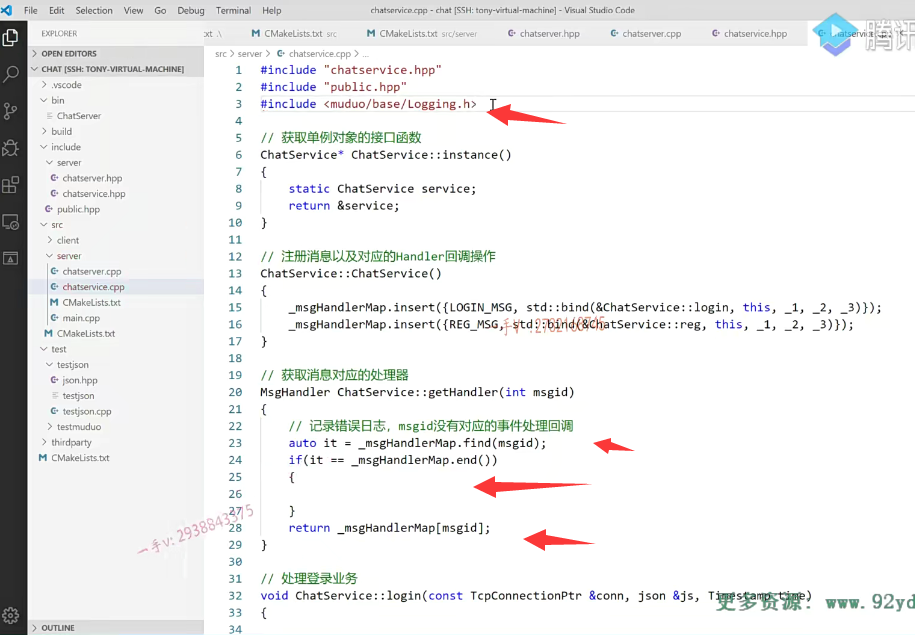 File Edit Selection View Go Debug Terminal Help chatservice.cpp - chat [SSH: tony-virtual-machine] - Visual Studio Code
EXPLORER
OPEN EDITORS
CHAT [SSH: TONY-VIRTUAL-MACHINE]
.vscode
bin
ChatServer
build
include
server
chatserver.hpp
chatservice.hpp
public.hpp
src
client
server
chatserver.cpp
chatservice.cpp
CMakeLists.txt
main.cpp
CMakeLists.txt
test
testjson
json.hpp
testjson
testjson.cpp
testmuduo
thirdparty
CMakeLists.txt
OUTLINE
CMakeLists.txt src CMakeLists.txt src/server chatserver.hpp chatserver.cpp chatservice.hpp
腾讯
src > server > chatservice.cpp > ...
1 #include "chatservice.hpp"
2 #include "public.hpp"
3 #include <muduo/base/Logging.h>
4
5 // 获取单例对象的接口函数
6 ChatService* ChatService::instance()
7 {
8 static ChatService service;
9 return &service;
10 }
11
12 // 注册消息以及对应的Handler回调操作
13 ChatService::ChatService()
14 {
15 _msgHandlerMap.insert({LOGIN_MSG, std::bind(&ChatService::login, this, _1, _2, _3)});
16 _msgHandlerMap.insert({REG_MSG, std::bind(&ChatService::reg, this, _1, _2, _3)});
17 }
18
19 // 获取消息对应的处理器
20 MsgHandler ChatService::getHandler(int msgid)
21 {
22 // 记录错误日志，msgid没有对应的事件处理回调
23 auto it = _msgHandlerMap.find(msgid);
24 if(it == _msgHandlerMap.end())
25 {
26
27 }
28 return _msgHandlerMap[msgid];
29 }
30
31 // 处理登录业务
32 void ChatService::login(const TcpConnectionPtr &conn, json &js, Timestamp time)
33 {
34
一手v: 2938843375
更多资源: www.92yd